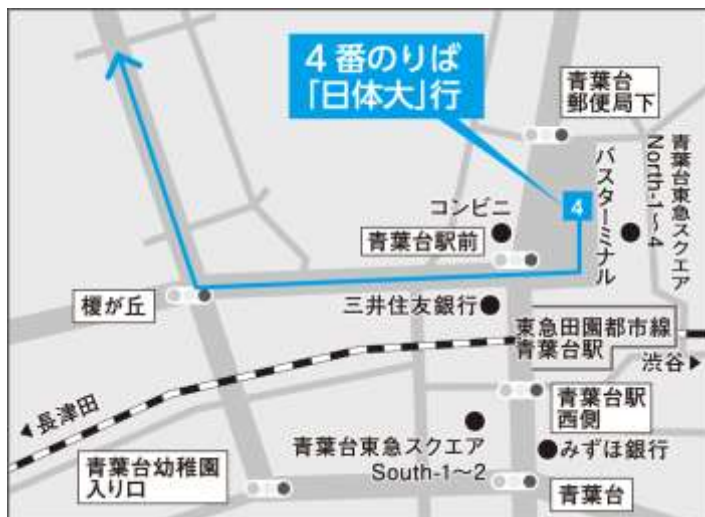 4番のりば
「日体大」行
青葉台
郵便局下
青葉台東急スクエア
North-1〜4
バスターミナル
4
コンビニ
青葉台駅前
榎が丘
三井住友銀行
東急田園都市線
青葉台駅
渋谷▶
◀長津田
青葉台駅
西側
青葉台東急スクエア
South-1〜2
みずほ銀行
青葉台幼稚園
入り口
青葉台